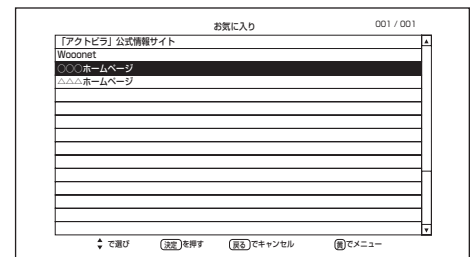 お気に入り 001 / 001
「アクトビラ」公式情報サイト
Wooonet
○○○ホームページ
△△△ホームページ
で選び 決定を押す 戻るでキャンセル 黄でメニュー